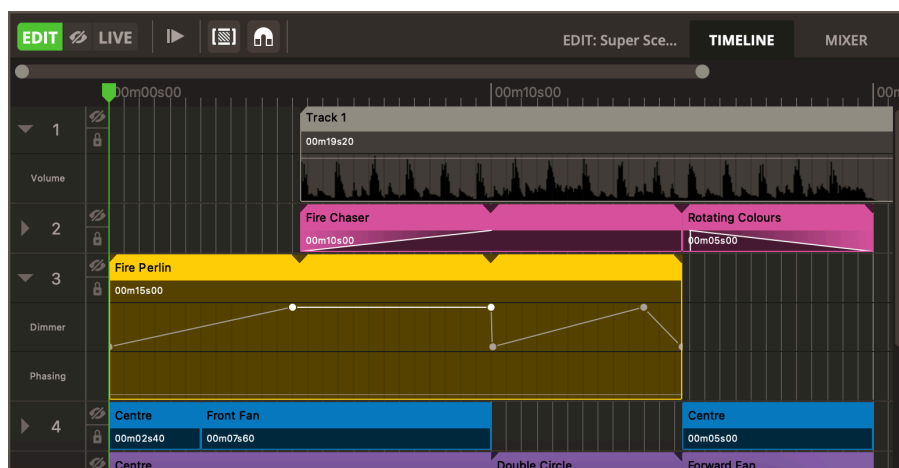 EDIT LIVE EDIT: Super Sce... TIMELINE MIXER
00m00s00 00m10s00
1 Track 1
00m19s20
Volume
2 Fire Chaser Rotating Colours
00m10s00 00m05s00
3 Fire Perlin
00m15s00
Dimmer
Phasing
4 Centre Front Fan Centre
00m02s40 00m07s60 00m05s00
Centre Double Circle Forward Fan